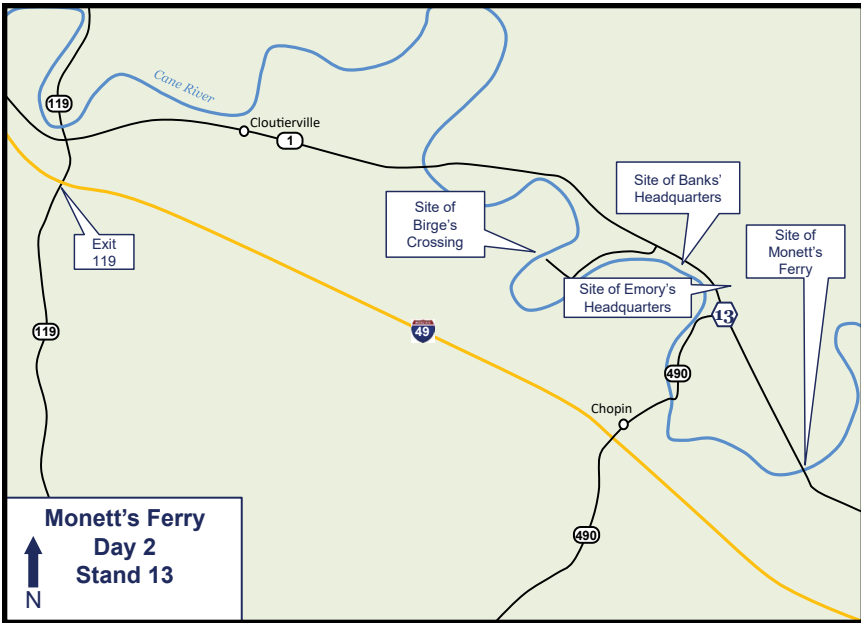 Cane River
119
Cloutierville
1
Site of Banks’
Headquarters
Site of
Birge’s
Crossing
Site of
Monett’s
Ferry
Exit
119
Site of Emory’s
Headquarters
13
119
49
490
Chopin
490
Monett’s Ferry
Day 2
Stand 13
N